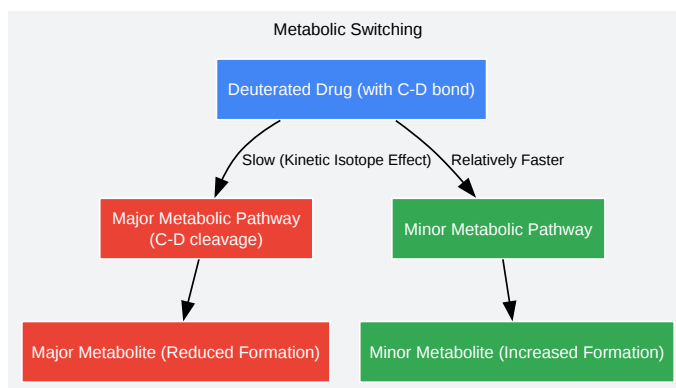 Metabolic Switching
Deuterated Drug (with C-D bond)
Slow (Kinetic Isotope Effect)
Relatively Faster
Major Metabolic Pathway
(C-D cleavage)
Minor Metabolic Pathway
Major Metabolite (Reduced Formation)
Minor Metabolite (Increased Formation)